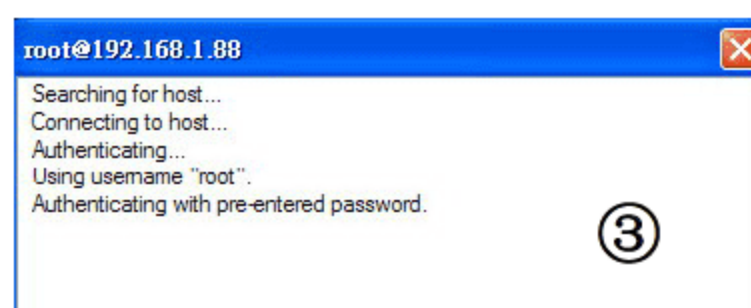 root@192.168.1.88
Searching for host...
Connecting to host...
Authenticating...
Using username "root".
Authenticating with pre-entered password.
③